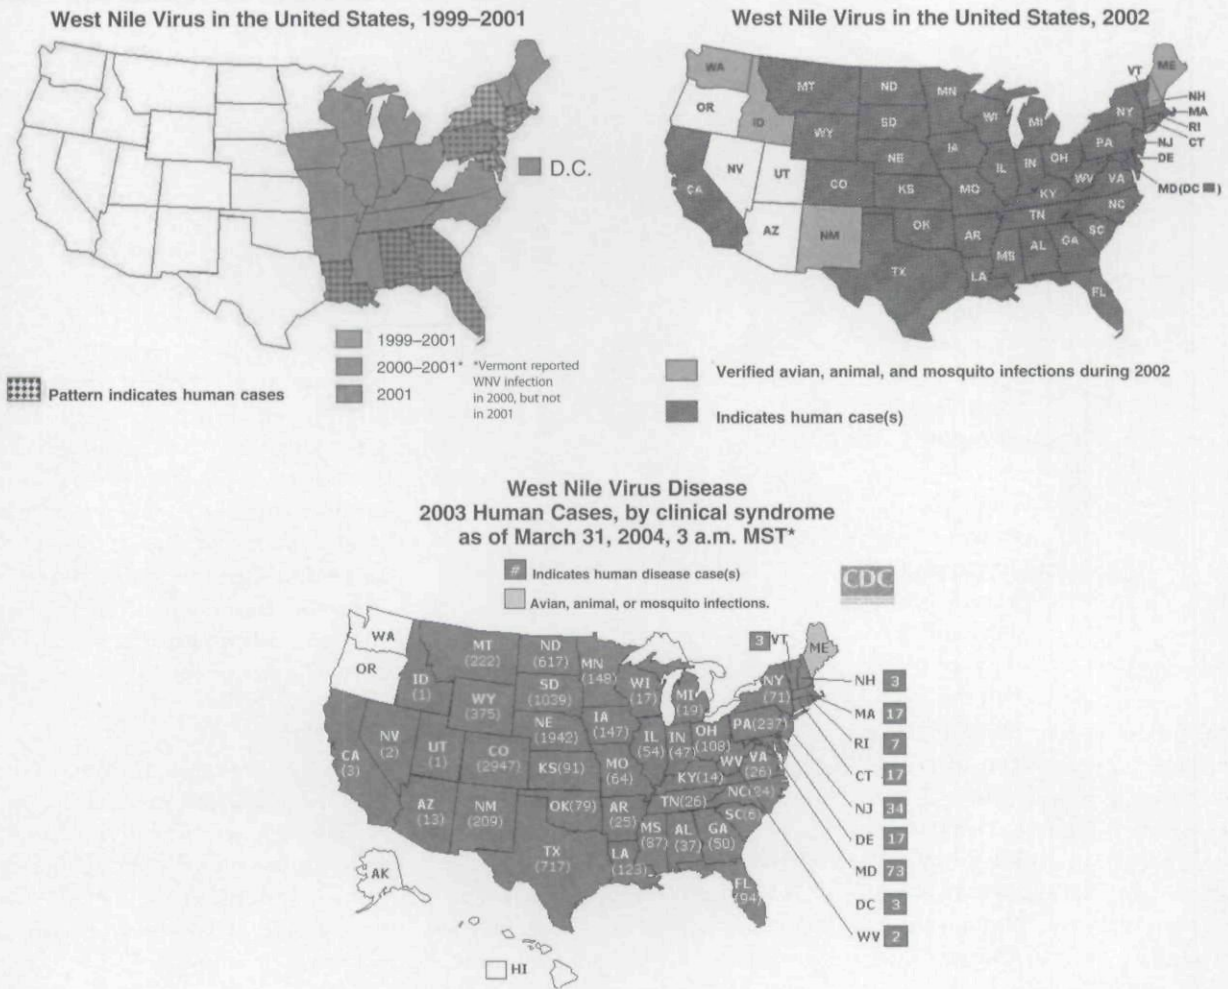 West Nile Virus in the United States, 1999–2001
D.C.
1999–2001
2000–2001*
2001
*Vermont reported
WNV infection
in 2000, but not
in 2001
Pattern indicates human cases
West Nile Virus in the United States, 2002
WA
OR
ID
MT
WY
ND
SD
NE
MN
IA
WI
MI
IL
IN
OH
CA
NV
UT
CO
KS
MO
KY
AZ
NM
OK
TX
AR
LA
MS
AL
GA
TN
NC
SC
FL
WV
VA
PA
NY
VT
ME
NH
MA
RI
CT
NJ
DE
MD(DC )
Verified avian, animal, and mosquito infections during 2002
Indicates human case(s)
West Nile Virus Disease
2003 Human Cases, by clinical syndrome
as of March 31, 2004, 3 a.m. MST*
# Indicates human disease case(s)
Avian, animal, or mosquito infections.
CDC
WA
OR
ID
(1)
MT
(222)
WY
(375)
ND
(617)
SD
(1039)
NE
(1942)
MN
(148)
IA
(147)
WI
(17)
MI
(19)
IL
(54)
IN
(47)
OH
(108)
PA(237)
NY
(71)
3 VT
ME
CA
(3)
NV
(2)
UT
(1)
CO
(2947)
KS(91)
MO
(64)
KY(14)
WV
VA
(26)
NC(24)
TN(26)
SC(6)
AZ
(13)
NM
(209)
OK(79)
AR
(25)
TX
(717)
LA
(123)
MS
(87)
AL
(37)
GA
(50)
FL
(94)
NH 3
MA 17
RI 7
CT 17
NJ 34
DE 17
MD 73
DC 3
WV 2
AK
HI